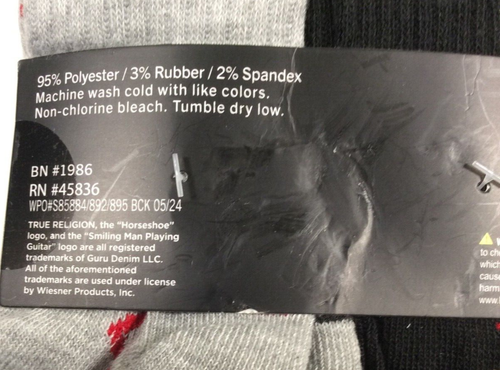 95% Polyester / 3% Rubber / 2% Spandex
Machine wash cold with like colors.
Non-chlorine bleach. Tumble dry low.
BN #1986
RN #45836
WPO#S85884/892/895 BCK 05/24
TRUE RELIGION, the "Horseshoe"
logo, and the "Smiling Man Playing
Guitar" logo are all registered
trademarks of Guru Denim LLC.
All of the aforementioned
trademarks are used under license
by Wiesner Products, Inc.
to ch
which
cause
harm
www.